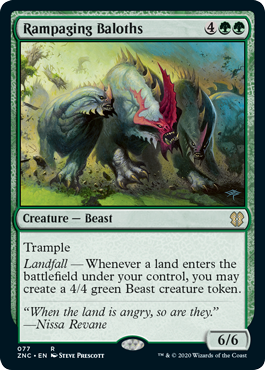 Rampaging Baloths 4
Creature — Beast
Trample
Landfall — Whenever a land enters the
battlefield under your control, you may
create a 4/4 green Beast creature token.
“When the land is angry, so are they.”
—Nissa Revane
6/6
077 R
ZNC • EN STEVE PRESCOTT
™ & © 2020 Wizards of the Coast